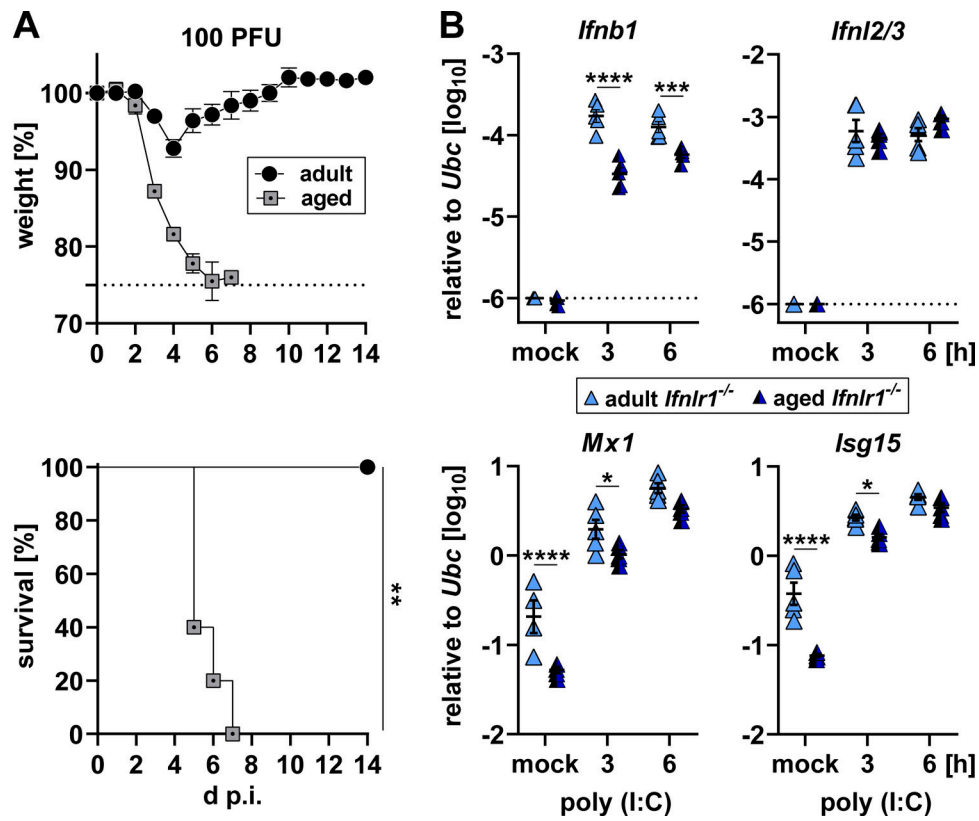 A
100 PFU
weight [%]
100
90
80
70
adult
aged
0 2 4 6 8 10 12 14
survival [%]
100
80
60
40
20
0
**
0 2 4 6 8 10 12 14
d p.i.
B
Ifnb1
relative to Ubc [log10]
-3
-4
-5
-6
****
***
mock 3 6
Ifnl2/3
-2
-3
-4
-5
-6
mock 3 6 [h]
adult Ifnlr1-/- aged Ifnlr1-/-
Mx1
relative to Ubc [log10]
1
0
-1
-2
****
*
mock 3 6
poly (I:C)
Isg15
1
0
-1
-2
****
*
mock 3 6 [h]
poly (I:C)